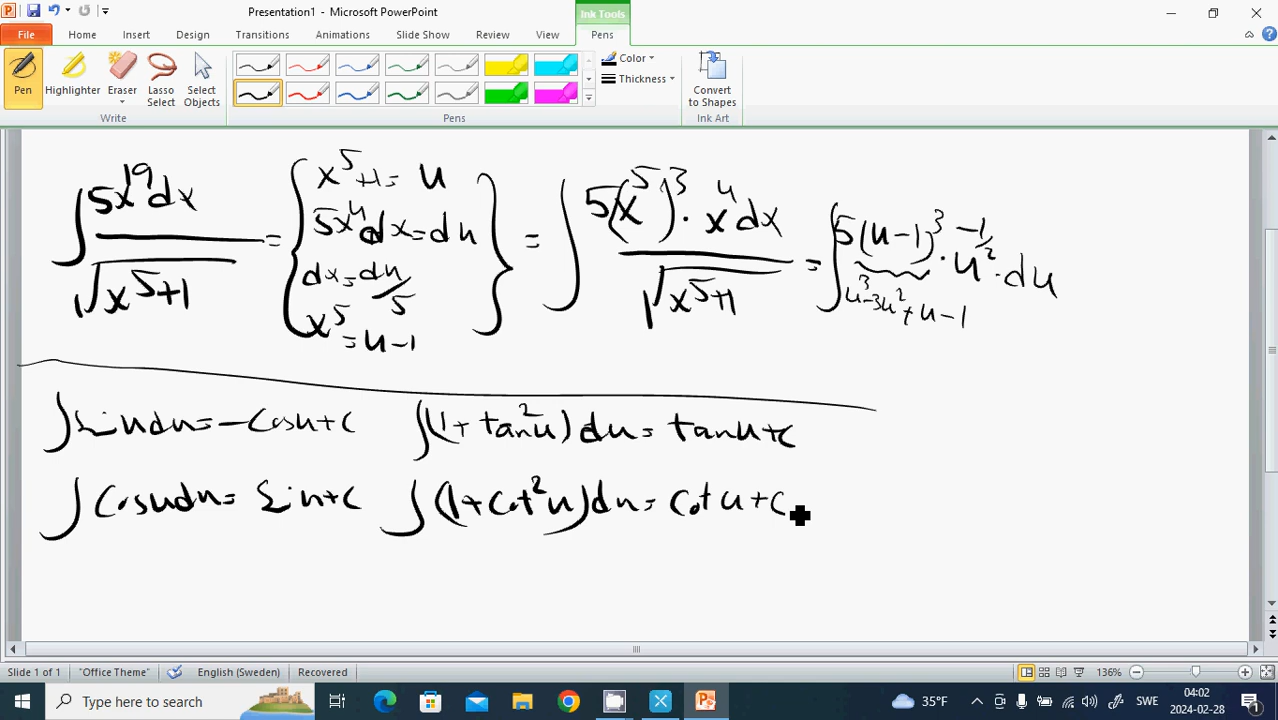 Presentation1 - Microsoft PowerPoint
Ink Tools
File Home Insert Design Transitions Animations Slide Show Review View Pens
Pen Highlighter Eraser Lasso Select Select Objects
Color
Thickness
Convert to Shapes
Write Pens Ink Art
∫ 5x^19 dx / √(x^5+1) = { x^5+1=u
5x^4 dx=du
dx=du/5
x^5=u-1 } = ∫ 5(x^5)^3 · x^4 dx / √(x^5+1) = ∫ 5(u-1)^3 · u^(-1/2) · du
u^3-3u^2+u-1
∫ sinu du = -cosu+c ∫(1+tan^2 u) du = tanu+c
∫ cosu du = sinu+c ∫(1+cot^2 u) du = cot u+c
Slide 1 of 1 "Office Theme" English (Sweden) Recovered 136%
Type here to search 35°F SWE 04:02
2024-02-28